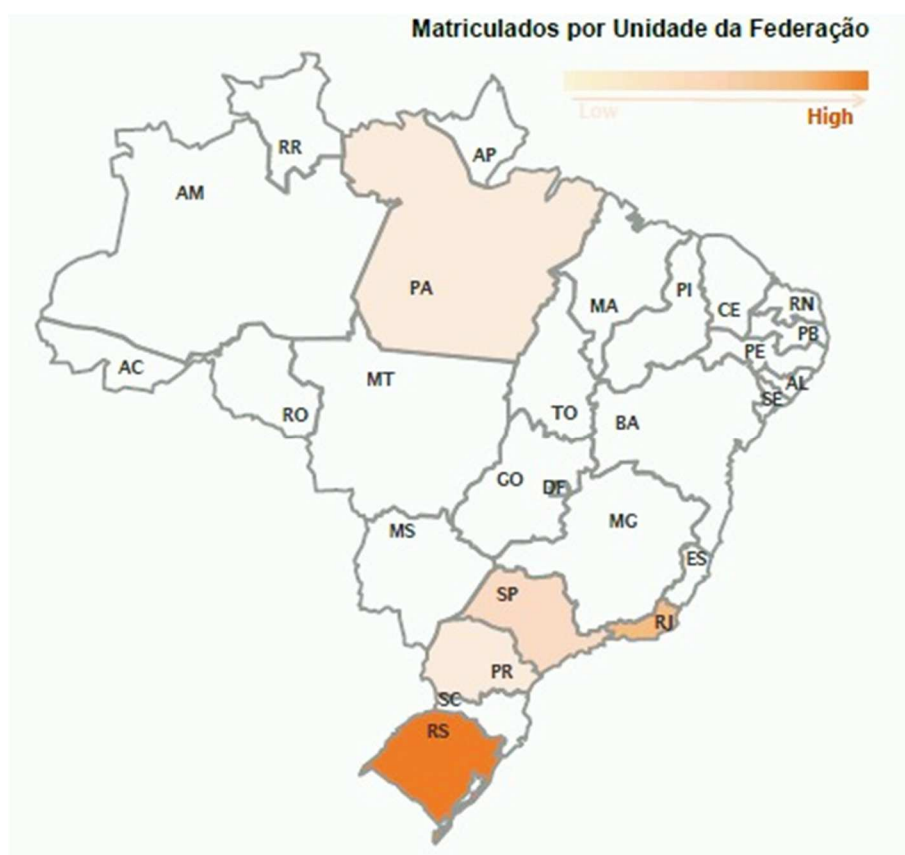 Matriculados por Unidade da Federação
Low
High
RR
AP
AM
PA
MA
PI
CE
RN
PB
PE
AL
SE
AC
MT
RO
TO
BA
GO
DF
MG
MS
ES
SP
RJ
PR
SC
RS